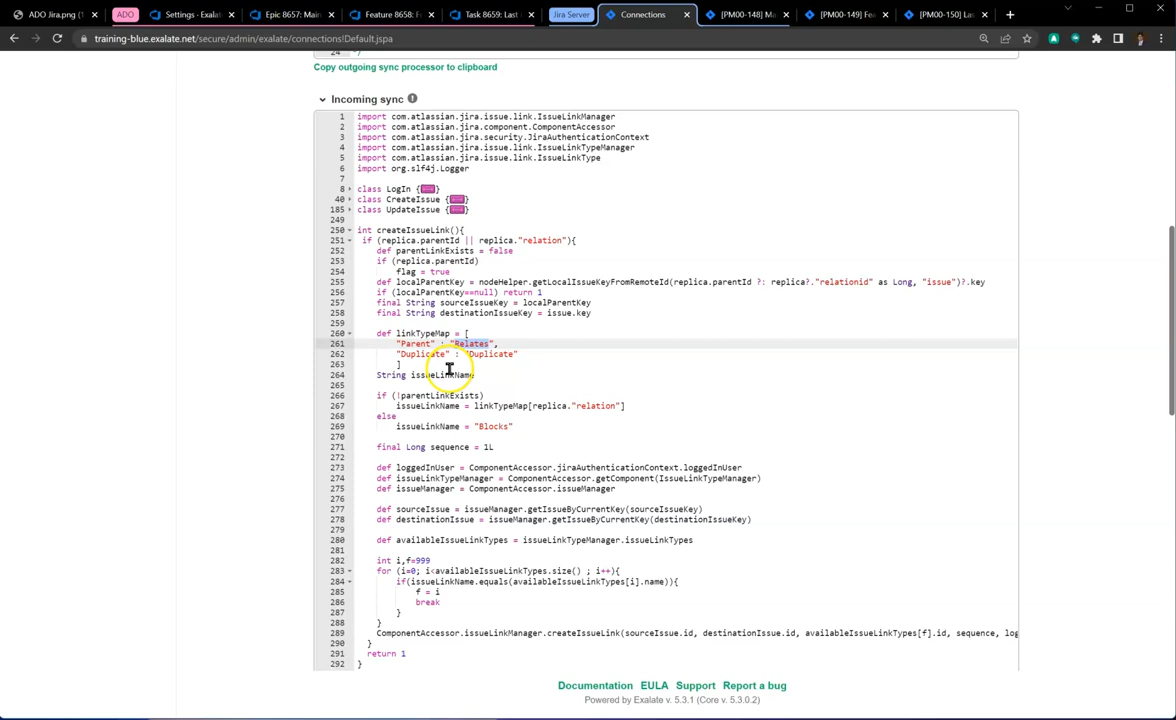 ADO Jira.png (1
ADO
Settings - Exalate
Epic 8657: Main
Feature 8658: Ev
Task 8659: Last
Jira Server
Connections
[PM00-148] Ma
[PM00-149] Fea
[PM00-150] Las
training-blue.exalate.net/secure/admin/exalate/connections!Default.jspa
24
Copy outgoing sync processor to clipboard
Incoming sync
1 import com.atlassian.jira.issue.link.IssueLinkManager
2 import com.atlassian.jira.component.ComponentAccessor
3 import com.atlassian.jira.security.JiraAuthenticationContext
4 import com.atlassian.jira.issue.link.IssueLinkTypeManager
5 import com.atlassian.jira.issue.link.IssueLinkType
6 import org.slf4j.Logger
7
8 class LogIn { }
40 class CreateIssue { }
185 class UpdateIssue { }
249
250 int createIssueLink(){
251 if (replica.parentId || replica."relation"){
252 def parentLinkExists = false
253 if (replica.parentId)
254 flag = true
255 def localParentKey = nodeHelper.getLocalIssueKeyFromRemoteId(replica.parentId ?: replica?."relationid" as Long, "issue")?.key
256 if (localParentKey==null) return 1
257 final String sourceIssueKey = localParentKey
258 final String destinationIssueKey = issue.key
259
260 def linkTypeMap = [
261 "Parent" : "Relates",
262 "Duplicate" : "Duplicate"
263 ]
264 String issueLinkName
265
266 if (!parentLinkExists)
267 issueLinkName = linkTypeMap[replica."relation"]
268 else
269 issueLinkName = "Blocks"
270
271 final Long sequence = 1L
272
273 def loggedInUser = ComponentAccessor.jiraAuthenticationContext.loggedInUser
274 def issueLinkTypeManager = ComponentAccessor.getComponent(IssueLinkTypeManager)
275 def issueManager = ComponentAccessor.issueManager
276
277 def sourceIssue = issueManager.getIssueByCurrentKey(sourceIssueKey)
278 def destinationIssue = issueManager.getIssueByCurrentKey(destinationIssueKey)
279
280 def availableIssueLinkTypes = issueLinkTypeManager.issueLinkTypes
281
282 int i,f=999
283 for (i=0; i<availableIssueLinkTypes.size() ; i++){
284 if(issueLinkName.equals(availableIssueLinkTypes[i].name)){
285 f = i
286 break
287 }
288 }
289 ComponentAccessor.issueLinkManager.createIssueLink(sourceIssue.id, destinationIssue.id, availableIssueLinkTypes[f].id, sequence, log
290 }
291 return 1
292 }
Documentation EULA Support Report a bug
Powered by Exalate v. 5.3.1 (Core v. 5.3.0.2)